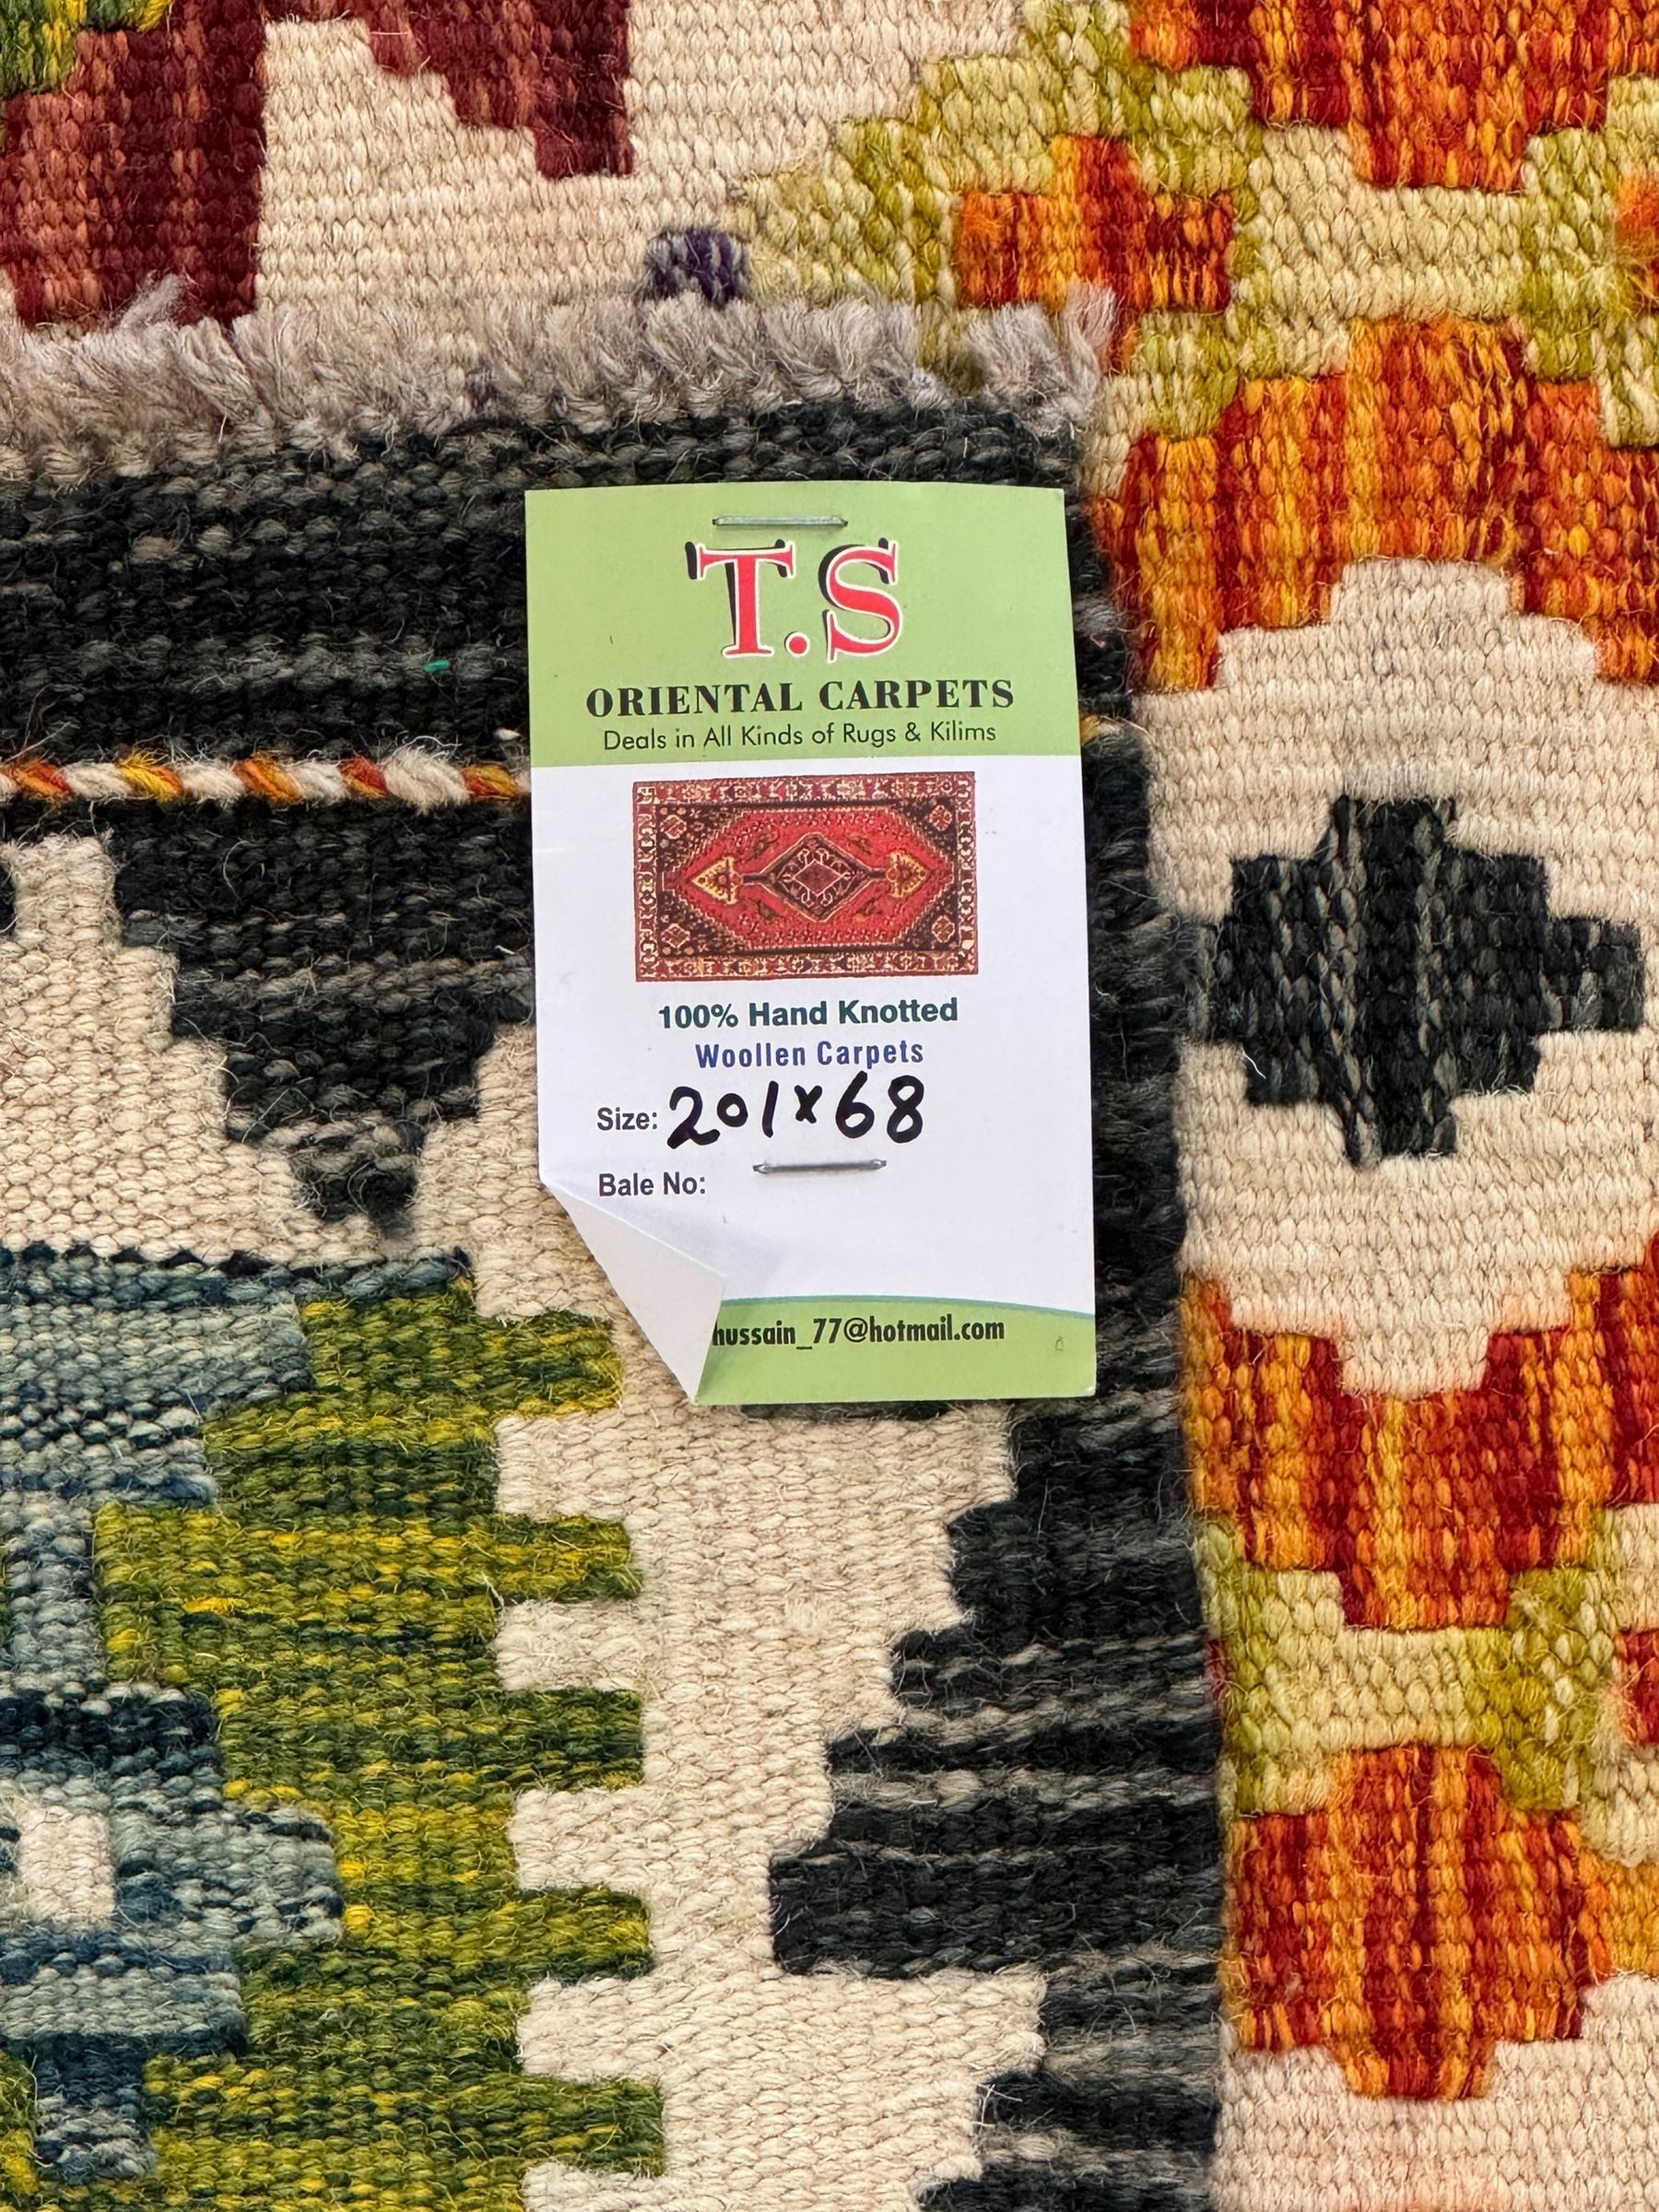 T.S
ORIENTAL CARPETS
Deals in All Kinds of Rugs & Kilims
100% Hand Knotted
Woollen Carpets
Size: 201x68
Bale No:
hussain_77@hotmail.com